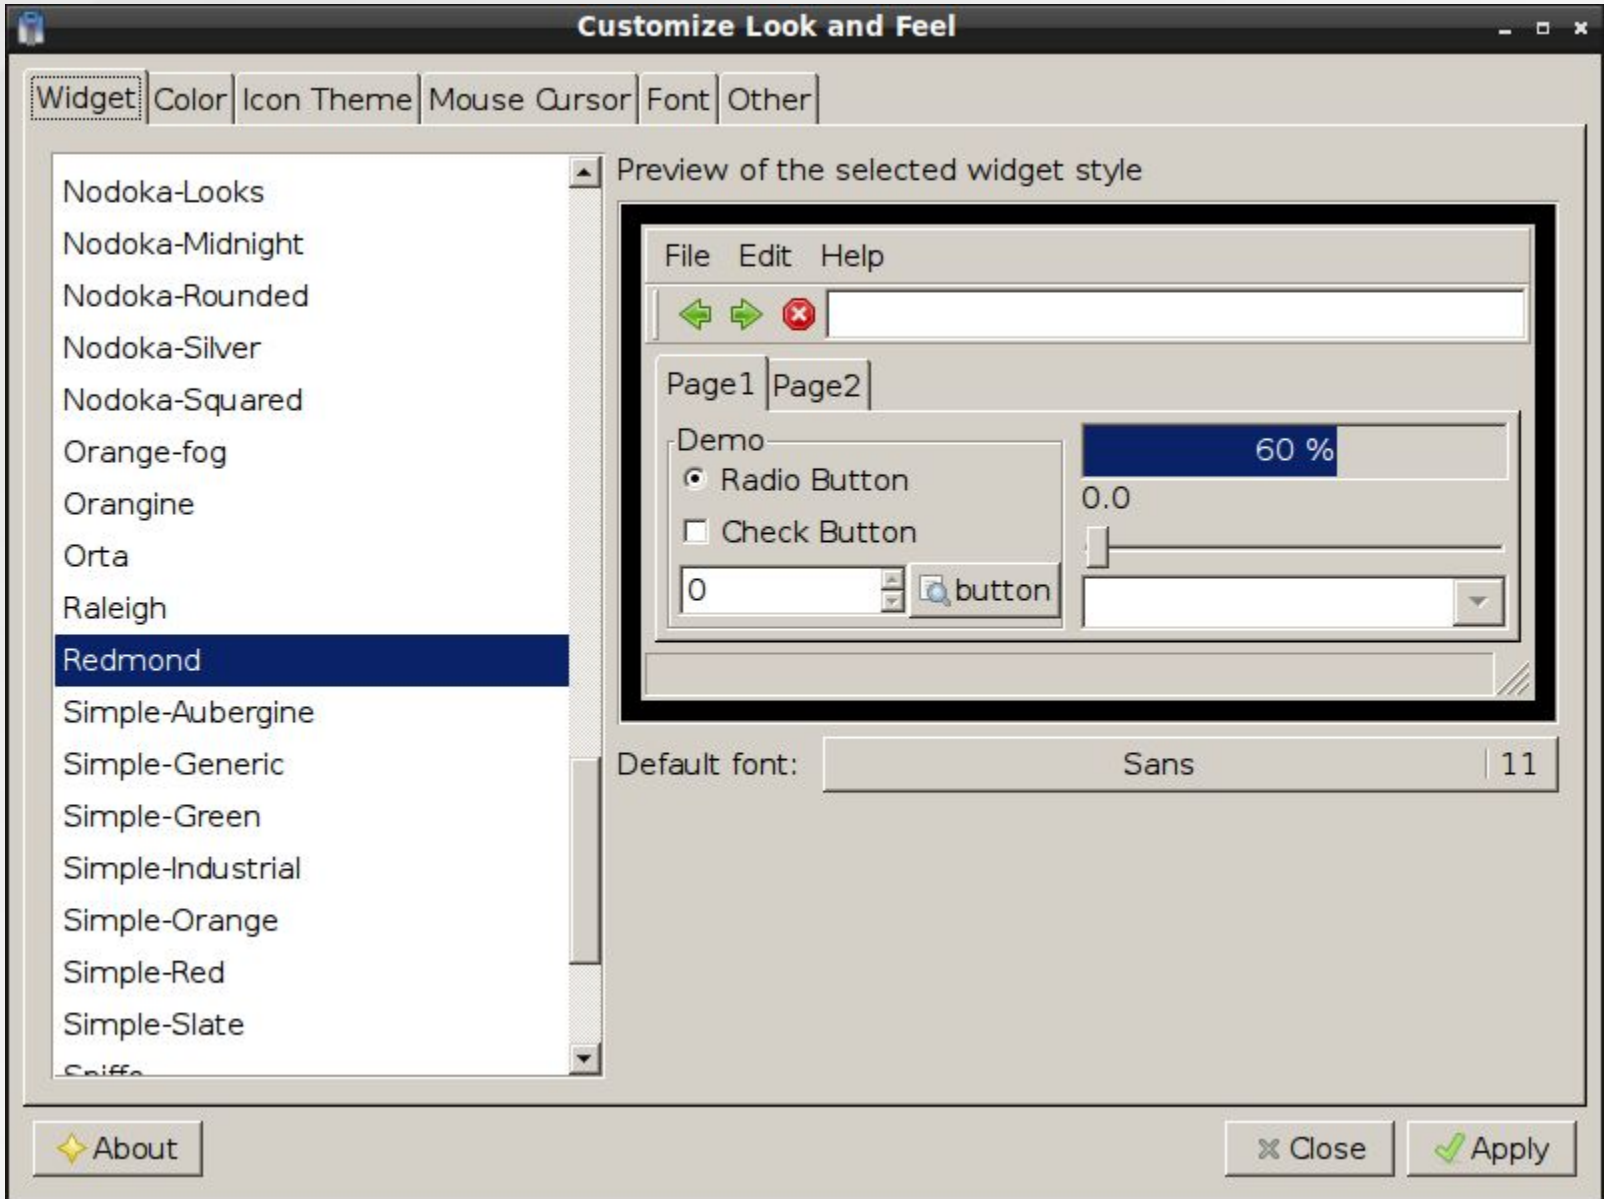 Customize Look and Feel
Widget Color Icon Theme Mouse Cursor Font Other
Nodoka-Looks
Nodoka-Midnight
Nodoka-Rounded
Nodoka-Silver
Nodoka-Squared
Orange-fog
Orangine
Orta
Raleigh
Redmond
Simple-Aubergine
Simple-Generic
Simple-Green
Simple-Industrial
Simple-Orange
Simple-Red
Simple-Slate
Preview of the selected widget style
File Edit Help
Page1 Page2
Demo
Radio Button
Check Button
0 button
60 %
0.0
Default font: Sans 11
About Close Apply